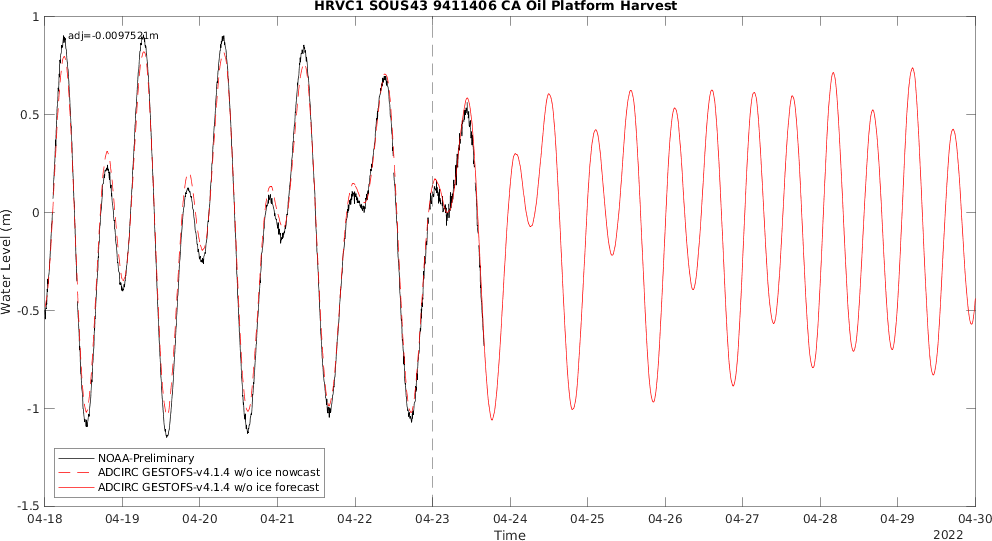 HRVC1 SOUS43 9411406 CA Oil Platform Harvest
adj=-0.0097521m
1
0.5
0
-0.5
-1
-1.5
Water Level (m)
NOAA-Preliminary
ADCIRC GESTOFS-v4.1.4 w/o ice nowcast
ADCIRC GESTOFS-v4.1.4 w/o ice forecast
04-18 04-19 04-20 04-21 04-22 04-23 04-24 04-25 04-26 04-27 04-28 04-29 04-30
Time
2022